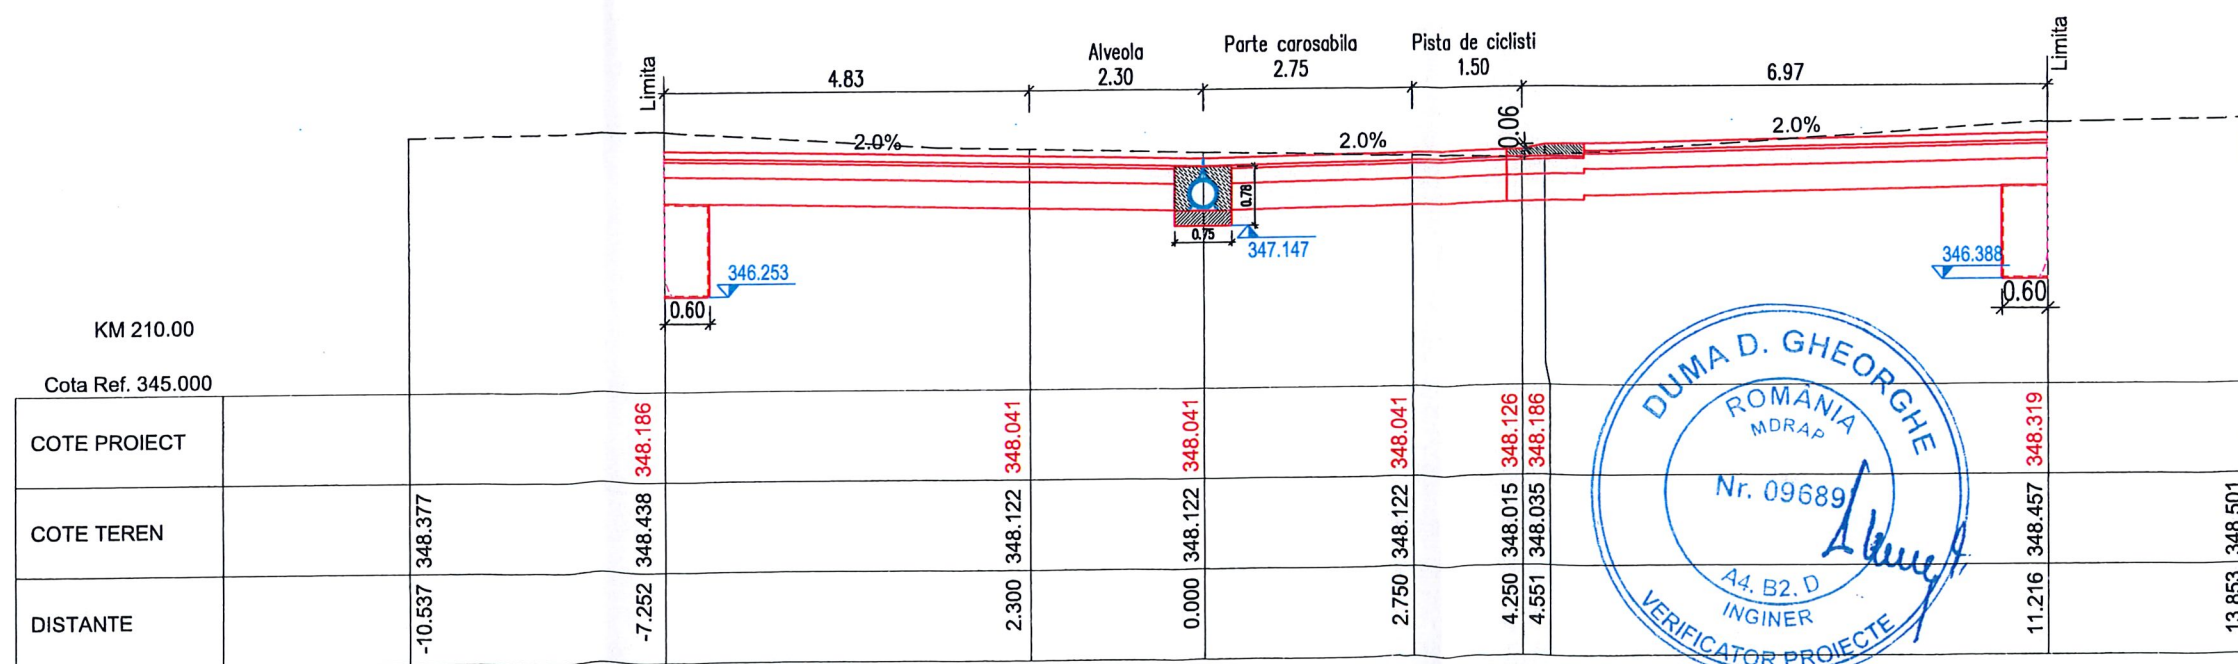 Limita
4.83
Alveola
2.30
Parte carosabila
2.75
Pista de ciclisti
1.50
6.97
Limita
2.0%
2.0%
0.06
2.0%
0.78
0.75
347.147
346.253
0.60
346.388
0.60
KM 210.00
Cota Ref. 345.000
COTE PROIECT 348.186 348.041 348.041 348.041 348.126 348.186 348.319
COTE TEREN 348.377 348.438 348.122 348.122 348.122 348.015 348.035 348.457 348.501
DISTANTE -10.537 -7.252 2.300 0.000 2.750 4.250 4.551 11.216 13.853
DUMA D. GHEORGHE
ROMÂNIA
MDRAP
Nr. 09689
A4. B2. D
INGINER
VERIFICATOR PROIECTE